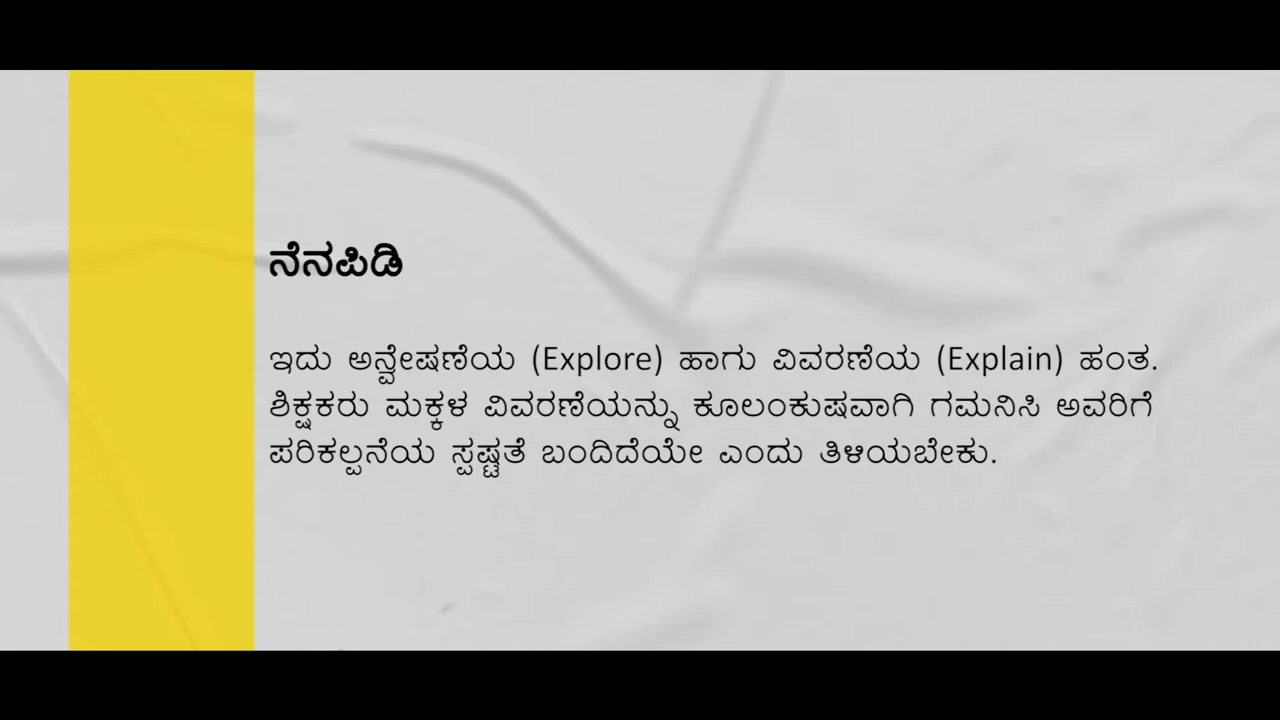 ನೆನಪಿಡಿ
ಇದು ಅನ್ವೇಷಣೆಯ (Explore) ಹಾಗು ವಿವರಣೆಯ (Explain) ಹಂತ.
ಶಿಕ್ಷಕರು ಮಕ್ಕಳ ವಿವರಣೆಯನ್ನು ಕೂಲಂಕುಷವಾಗಿ ಗಮನಿಸಿ ಅವರಿಗೆ
ಪರಿಕಲ್ಪನೆಯ ಸ್ಪಷ್ಟತೆ ಬಂದಿದೆಯೇ ಎಂದು ತಿಳಿಯಬೇಕು.